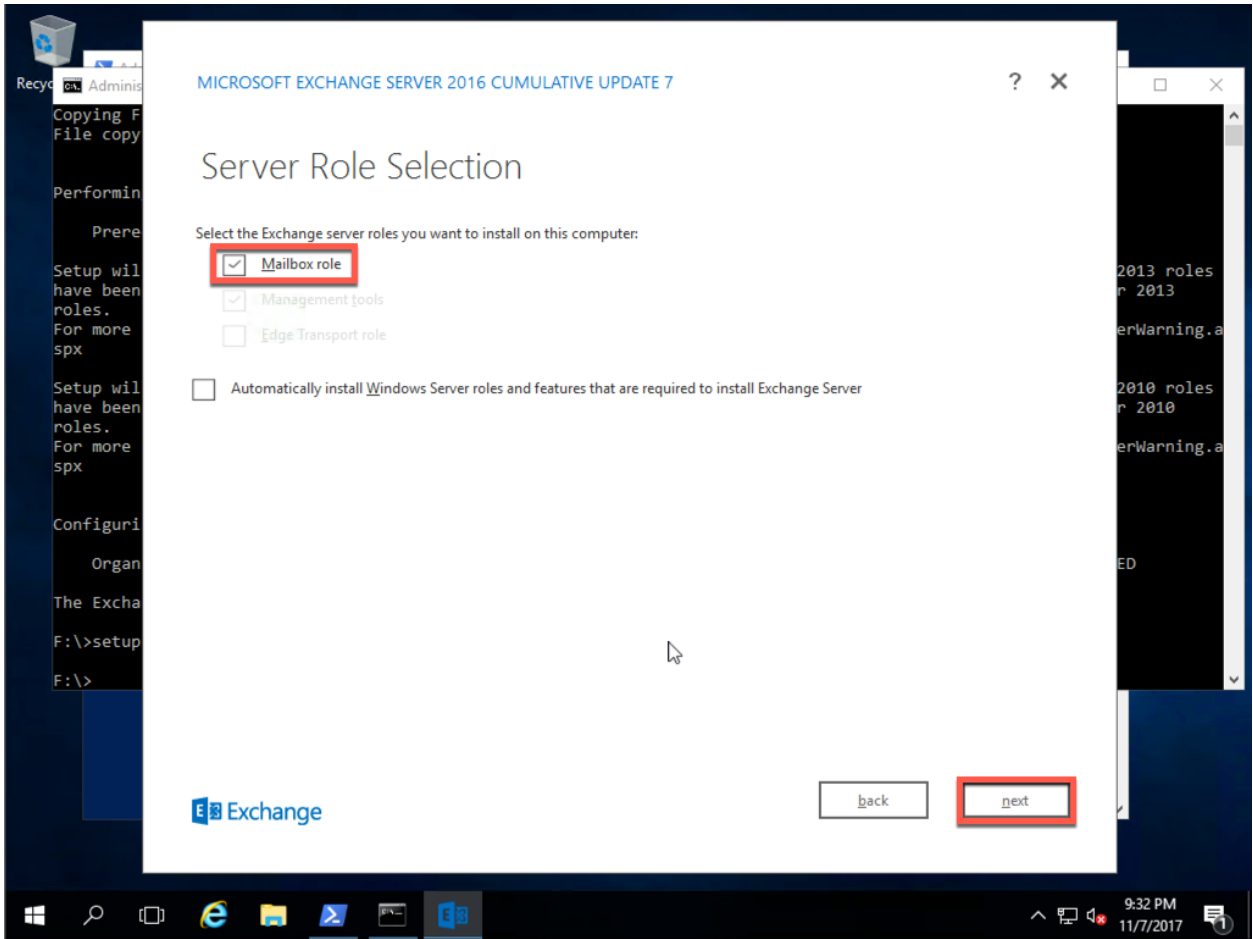 Recyc
Adminis
MICROSOFT EXCHANGE SERVER 2016 CUMULATIVE UPDATE 7
?
Copying F
File copy
Server Role Selection
Performin
Prere
Select the Exchange server roles you want to install on this computer:
Mailbox role
Management tools
Edge Transport role
Setup wil
2013 roles
have been
r 2013
roles.
For more
erWarning.a
spx
Automatically install Windows Server roles and features that are required to install Exchange Server
Setup wil
2010 roles
have been
r 2010
roles.
For more
erWarning.a
spx
Configuri
Organ
ED
The Excha
F:\>setup
F:\>
back
next
E Exchange
9:32 PM
11/7/2017
1